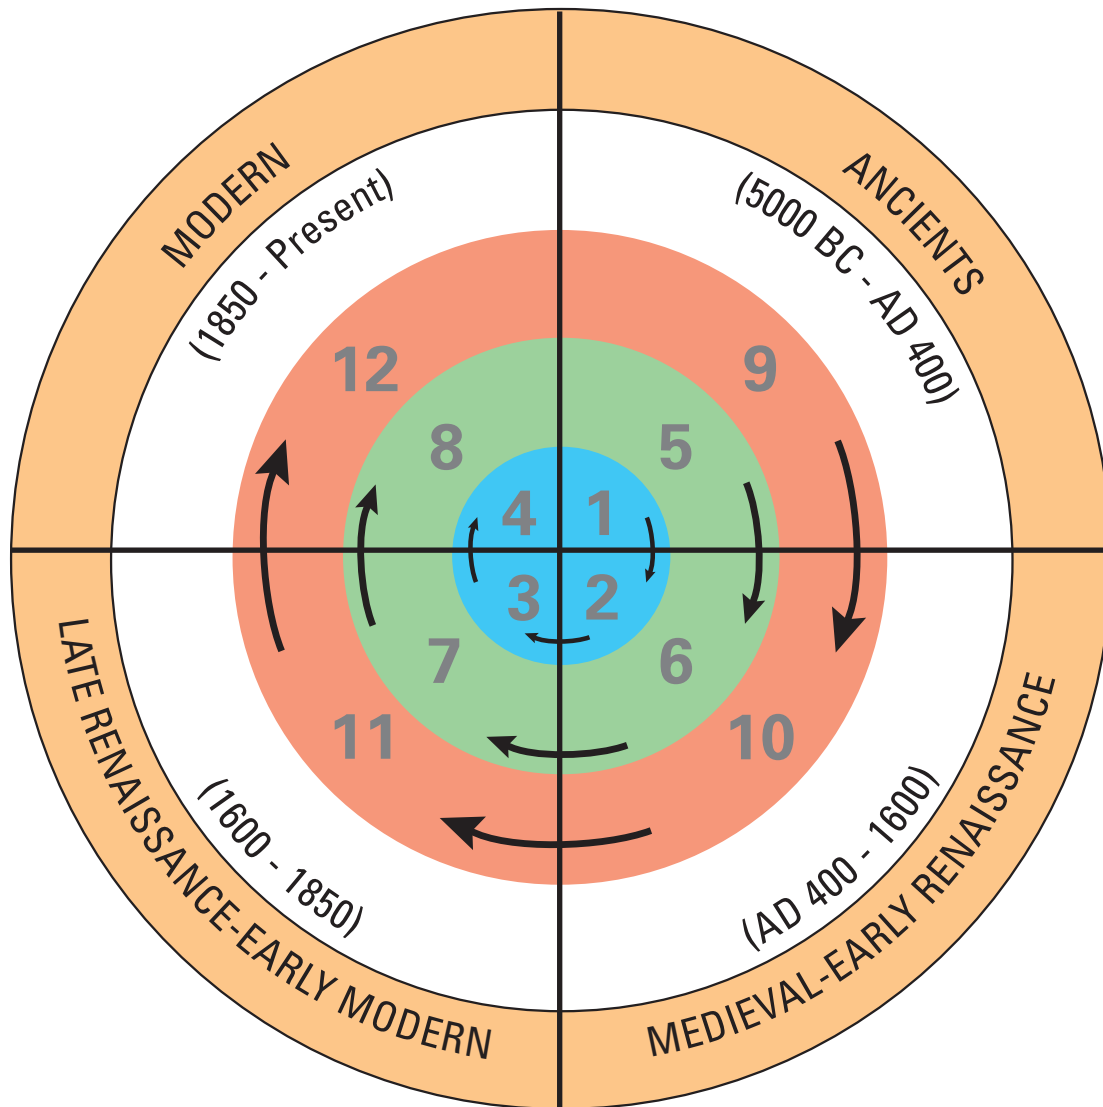 MODERN
ANCIENTS
(1850 - Present)
(5000 BC - AD 400)
12
9
8
5
4
1
3
2
7
6
11
10
LATE RENAISSANCE-EARLY MODERN
(1600 - 1850)
(AD 400 - 1600)
MEDIEVAL-EARLY RENAISSANCE